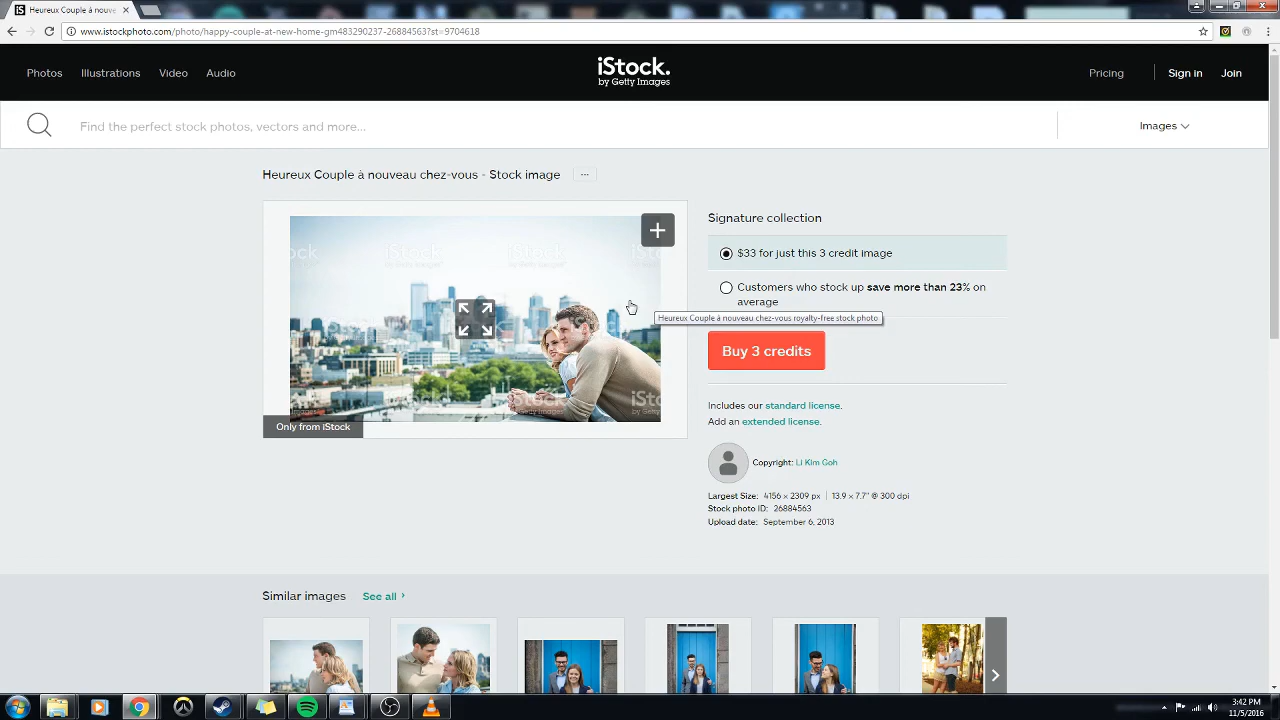 Heureux Couple à nouve
www.istockphoto.com/photo/happy-couple-at-new-home-gm483290237-26884563?st=9704618
Photos Illustrations Video Audio
iStock.
by Getty Images
Pricing Sign in Join
Find the perfect stock photos, vectors and more...
Images
Heureux Couple à nouveau chez-vous - Stock image ...
iStock
by Getty Images
Only from iStock
Signature collection
$33 for just this 3 credit image
Customers who stock up save more than 23% on
average
Heureux Couple à nouveau chez-vous royalty-free stock photo
Buy 3 credits
Includes our standard license.
Add an extended license.
Copyright: Li Kim Goh
Largest Size: 4156 × 2309 px | 13.9 × 7.7" @ 300 dpi
Stock photo ID: 26884563
Upload date: September 6, 2013
Similar images See all ›
3:42 PM
11/5/2016